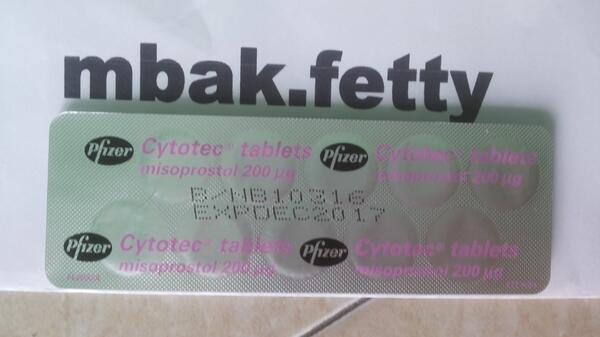 mbak.fetty
Pfizer Cytotec® tablets Pfizer Cytotec® tablets
misoprostol 200 µg misoprostol 200 µg
B/NB10316
EXPDEC2017
Pfizer Cytotec® tablets Pfizer Cytotec® tablets
misoprostol 200 µg misoprostol 200 µg